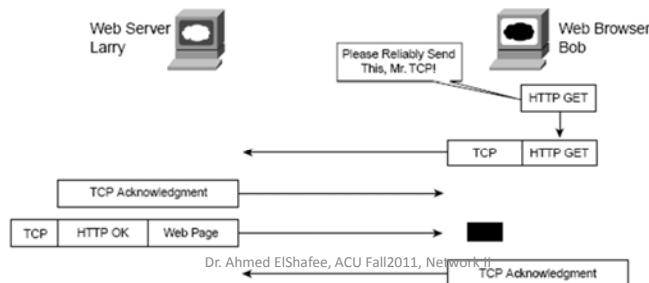 Web Server
Larry
Web Browser
Bob
Please Reliably Send
This, Mr. TCP!
HTTP GET
TCP HTTP GET
TCP Acknowledgment
TCP HTTP OK Web Page
Dr. Ahmed ElShafee, ACU Fall2011, Network II
TCP Acknowledgment